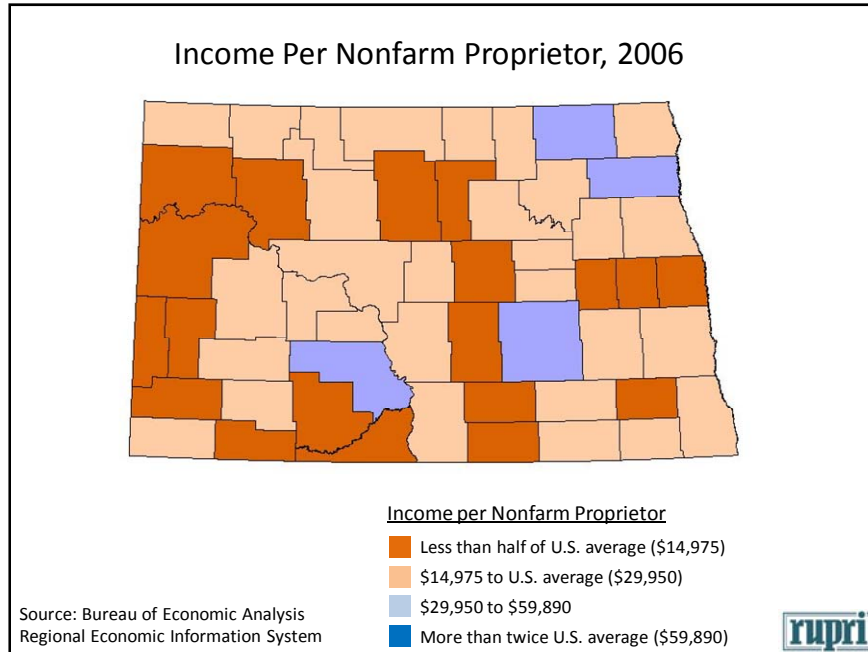 Income Per Nonfarm Proprietor, 2006
Income per Nonfarm Proprietor
Less than half of U.S. average ($14,975)
$14,975 to U.S. average ($29,950)
$29,950 to $59,890
More than twice U.S. average ($59,890)
Source: Bureau of Economic Analysis
Regional Economic Information System
rupri